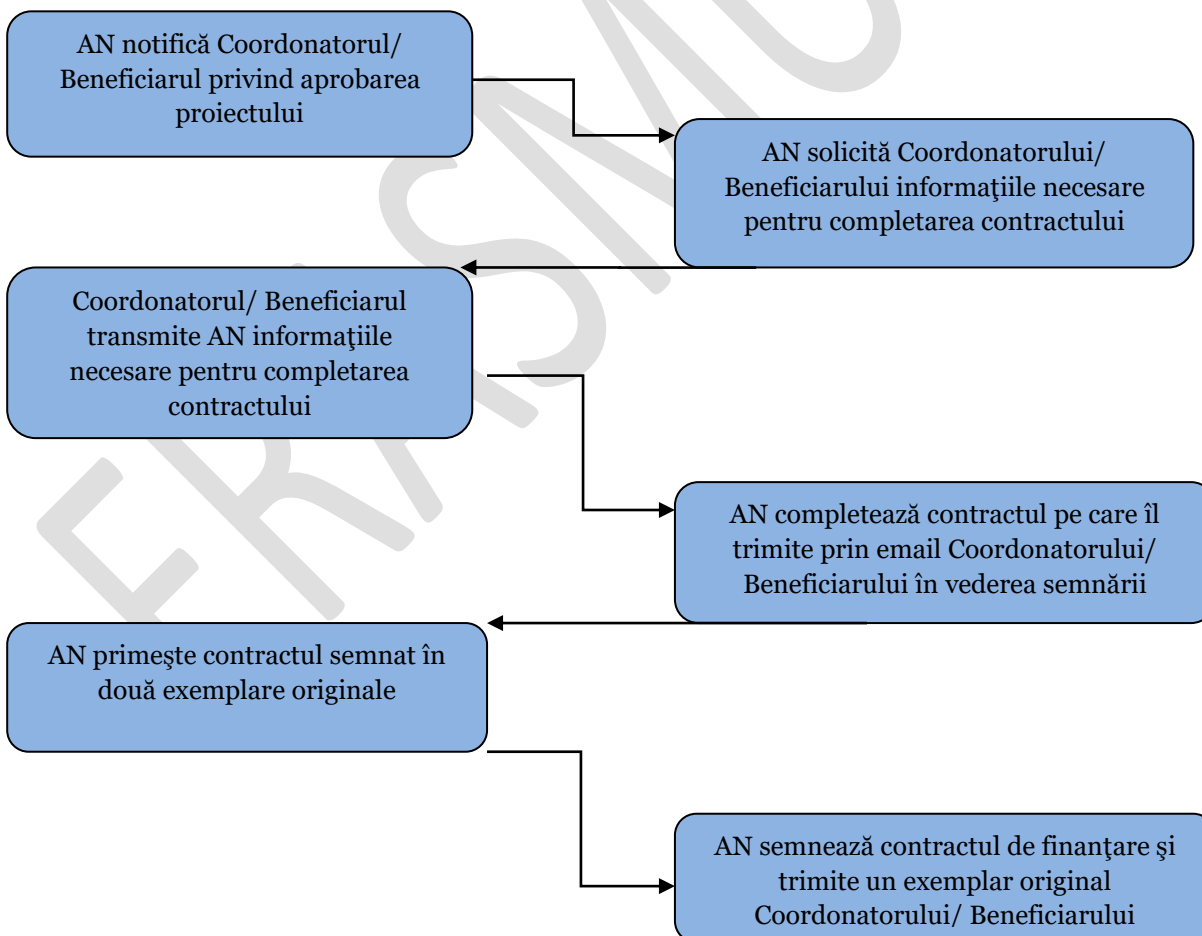 AN notifică Coordonatorul/
Beneficiarul privind aprobarea
proiectului
AN solicită Coordonatorului/
Beneficiarului informaţiile necesare
pentru completarea contractului
Coordonatorul/ Beneficiarul
transmite AN informaţiile
necesare pentru completarea
contractului
AN completează contractul pe care îl
trimite prin email Coordonatorului/
Beneficiarului în vederea semnării
AN primeşte contractul semnat în
două exemplare originale
AN semnează contractul de finanţare şi
trimite un exemplar original
Coordonatorului/ Beneficiarului
ERASMU